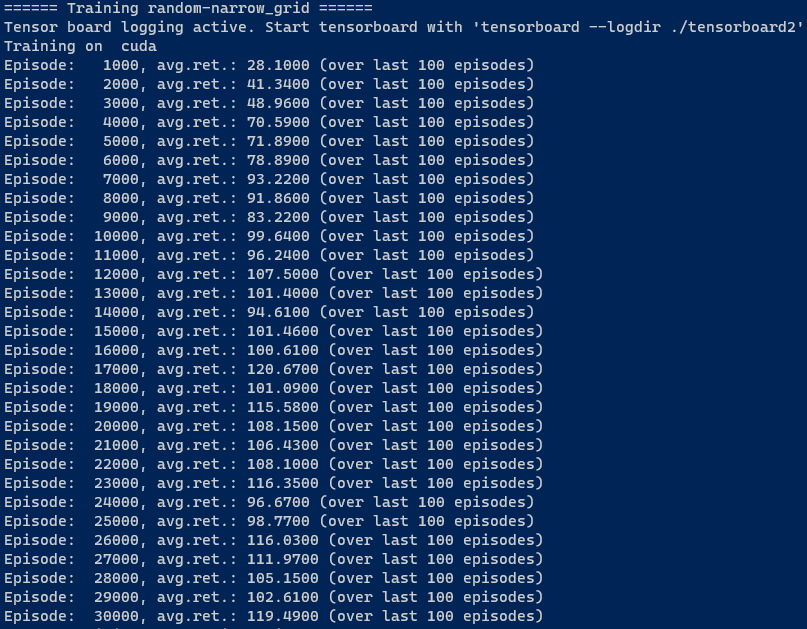 ====== Training random-narrow_grid ======
Tensor board logging active. Start tensorboard with 'tensorboard --logdir ./tensorboard2'
Training on  cuda
Episode:   1000, avg.ret.: 28.1000 (over last 100 episodes)
Episode:   2000, avg.ret.: 41.3400 (over last 100 episodes)
Episode:   3000, avg.ret.: 48.9600 (over last 100 episodes)
Episode:   4000, avg.ret.: 70.5900 (over last 100 episodes)
Episode:   5000, avg.ret.: 71.8900 (over last 100 episodes)
Episode:   6000, avg.ret.: 78.8900 (over last 100 episodes)
Episode:   7000, avg.ret.: 93.2200 (over last 100 episodes)
Episode:   8000, avg.ret.: 91.8600 (over last 100 episodes)
Episode:   9000, avg.ret.: 83.2200 (over last 100 episodes)
Episode:  10000, avg.ret.: 99.6400 (over last 100 episodes)
Episode:  11000, avg.ret.: 96.2400 (over last 100 episodes)
Episode:  12000, avg.ret.: 107.5000 (over last 100 episodes)
Episode:  13000, avg.ret.: 101.4000 (over last 100 episodes)
Episode:  14000, avg.ret.: 94.6100 (over last 100 episodes)
Episode:  15000, avg.ret.: 101.4600 (over last 100 episodes)
Episode:  16000, avg.ret.: 100.6100 (over last 100 episodes)
Episode:  17000, avg.ret.: 120.6700 (over last 100 episodes)
Episode:  18000, avg.ret.: 101.0900 (over last 100 episodes)
Episode:  19000, avg.ret.: 115.5800 (over last 100 episodes)
Episode:  20000, avg.ret.: 108.1500 (over last 100 episodes)
Episode:  21000, avg.ret.: 106.4300 (over last 100 episodes)
Episode:  22000, avg.ret.: 108.1000 (over last 100 episodes)
Episode:  23000, avg.ret.: 116.3500 (over last 100 episodes)
Episode:  24000, avg.ret.: 96.6700 (over last 100 episodes)
Episode:  25000, avg.ret.: 98.7700 (over last 100 episodes)
Episode:  26000, avg.ret.: 116.0300 (over last 100 episodes)
Episode:  27000, avg.ret.: 111.9700 (over last 100 episodes)
Episode:  28000, avg.ret.: 105.1500 (over last 100 episodes)
Episode:  29000, avg.ret.: 102.6100 (over last 100 episodes)
Episode:  30000, avg.ret.: 119.4900 (over last 100 episodes)